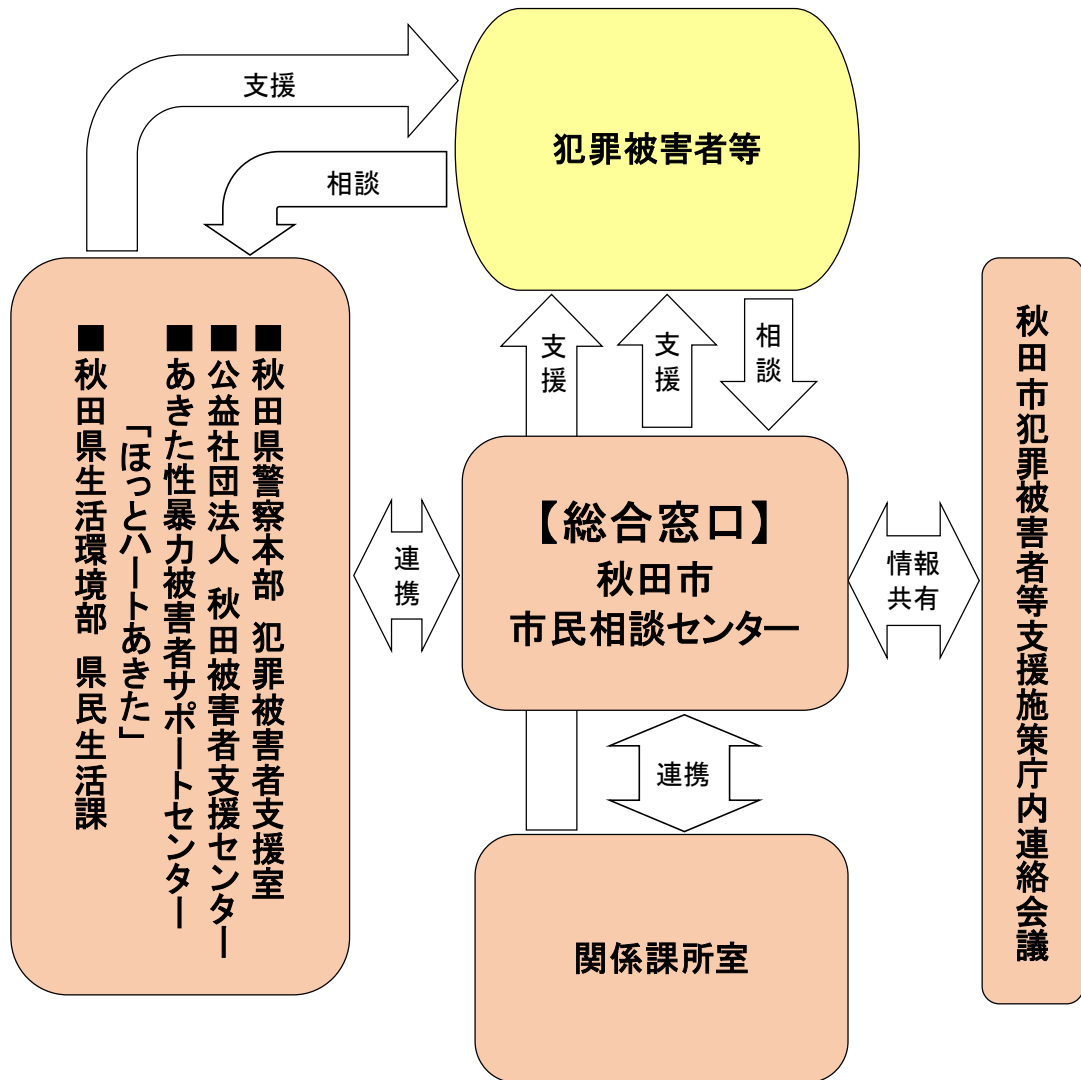 支援
犯罪被害者等
相談
■秋田県警察本部 犯罪被害者支援室
■公益社団法人 秋田被害者支援センター
■あきた性暴力被害者サポートセンター
「ほっとハートあきた」
■秋田県生活環境部 県民生活課
支援
支援
相談
連携
【総合窓口】
秋田市
市民相談センター
情報
共有
秋田市犯罪被害者等支援施策庁内連絡会議
連携
関係課所室